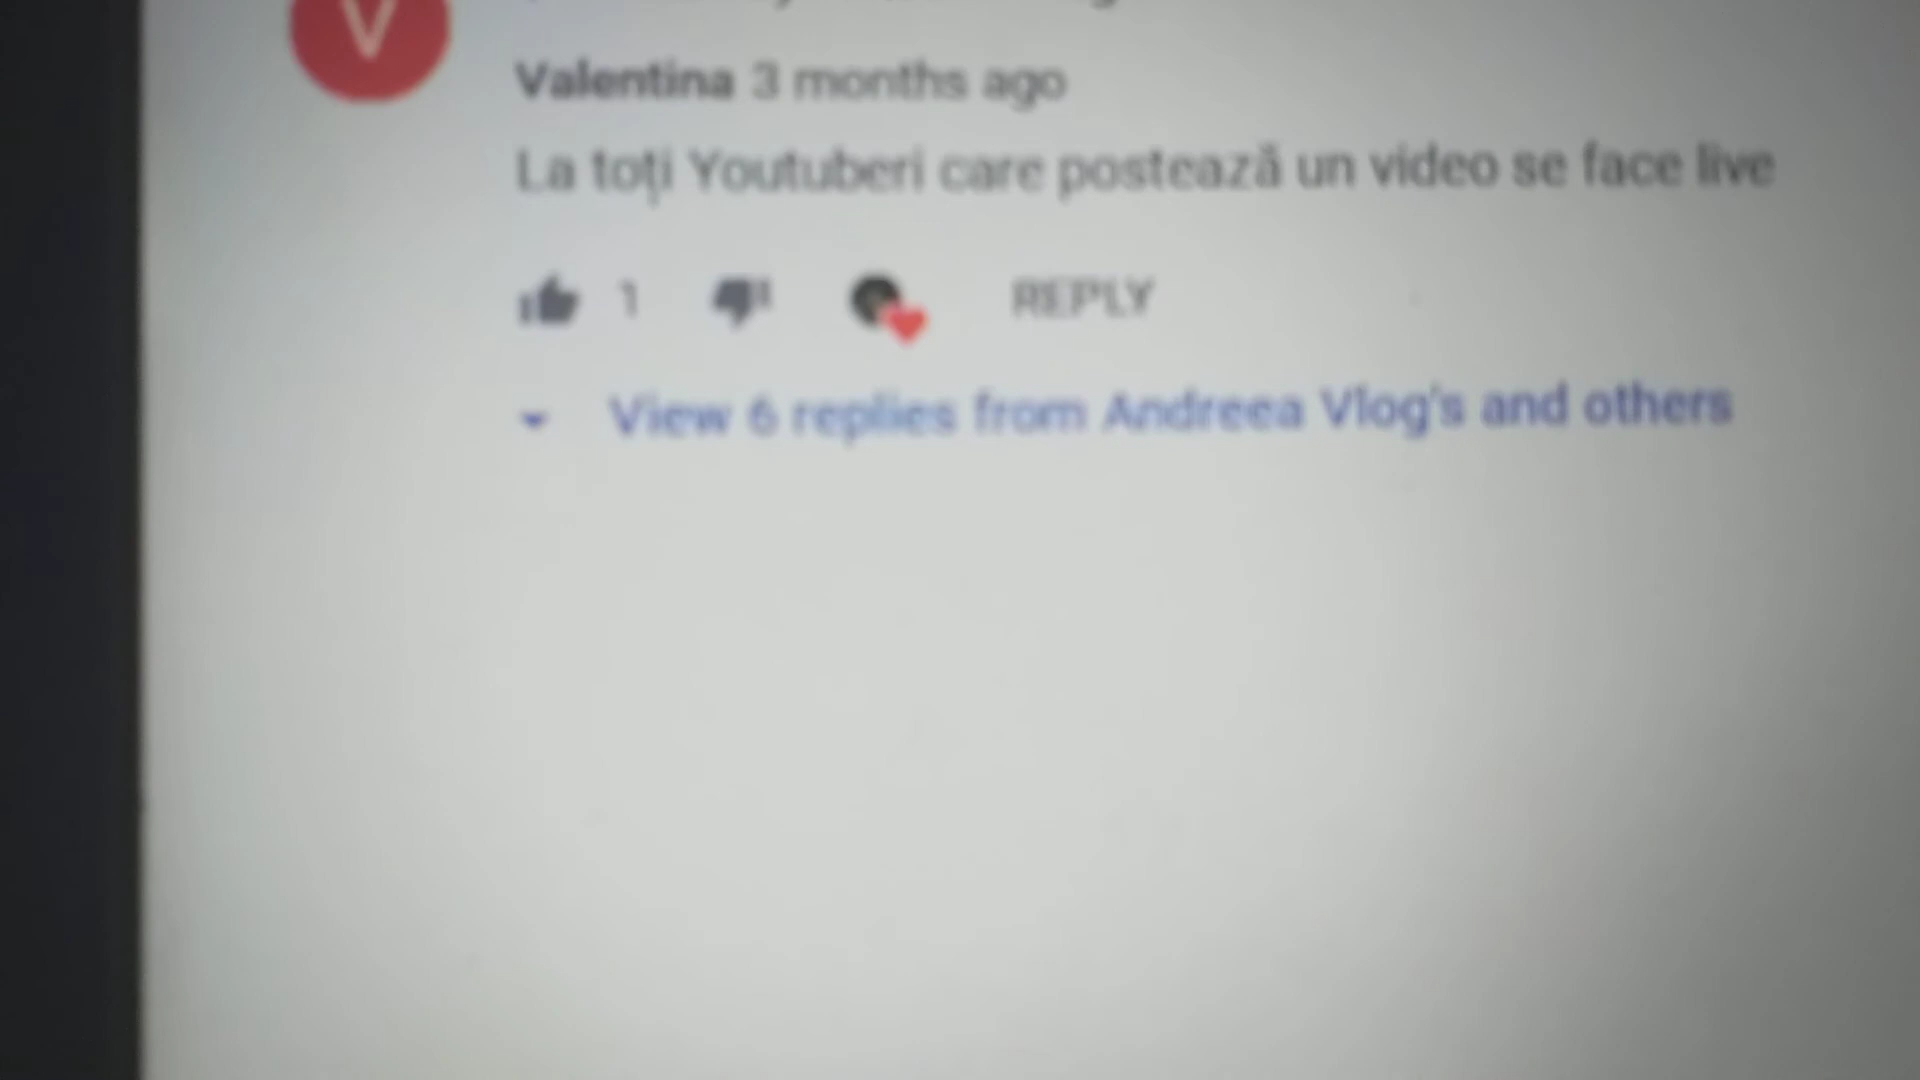 V
Valentina 3 months ago
La toți Youtuberi care postează un video se face live
1 REPLY
View 6 replies from Andreea Vlog's and others